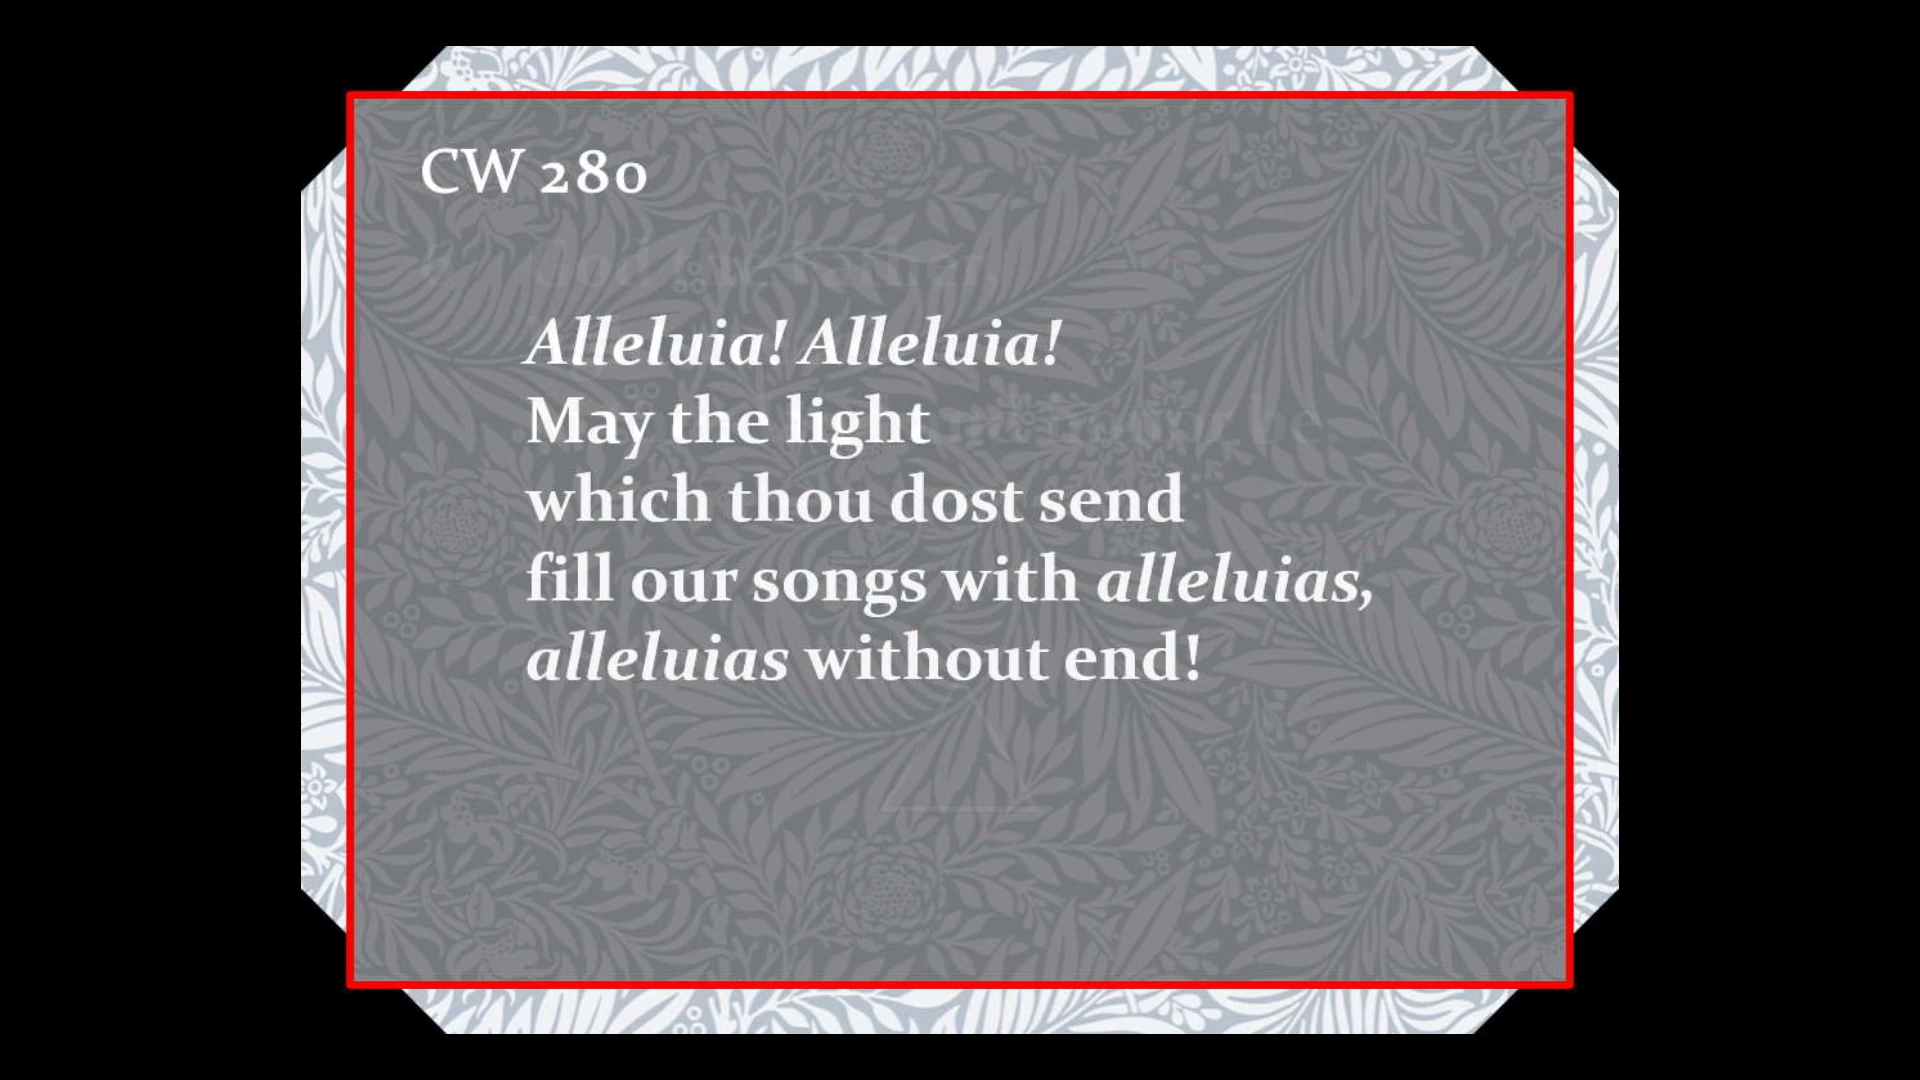 CW 280
Alleluia! Alleluia!
May the light
which thou dost send
fill our songs with alleluias,
alleluias without end!